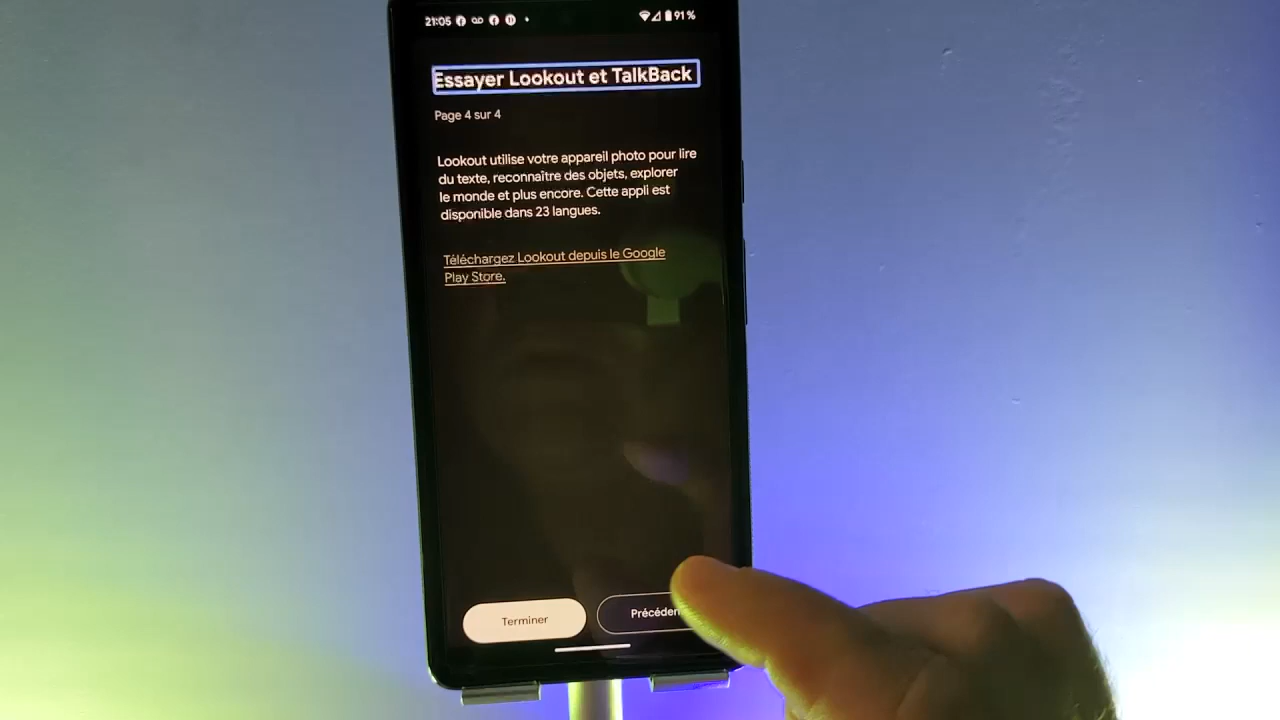 21:05 91 %
Essayer Lookout et TalkBack
Page 4 sur 4
Lookout utilise votre appareil photo pour lire
du texte, reconnaître des objets, explorer
le monde et plus encore. Cette appli est
disponible dans 23 langues.
Téléchargez Lookout depuis le Google
Play Store.
Terminer
Précéden